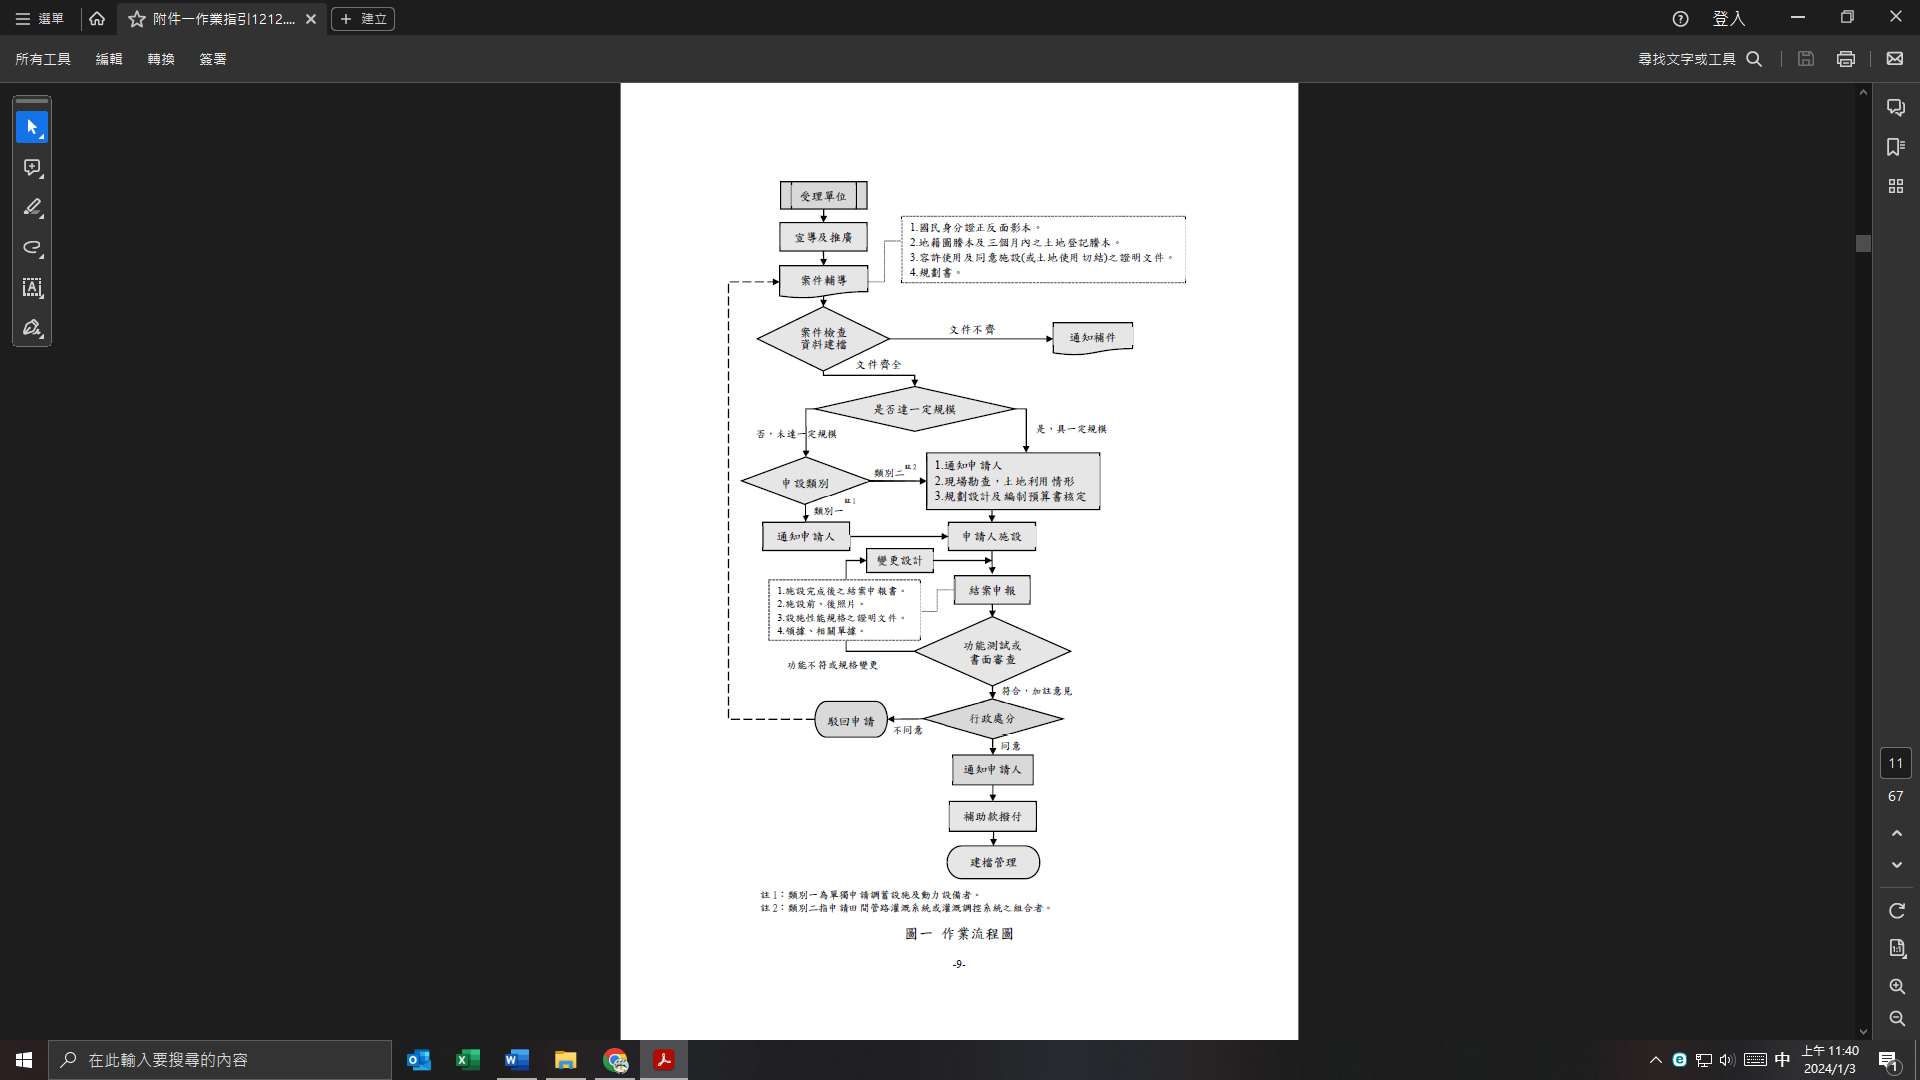 選單
附件一作業指引1212....
建立
登入
所有工具
編輯
轉換
簽署
尋找文字或工具
受理單位
宣導及推廣
1.國民身分證正反面影本。
2.地籍圖謄本及三個月內之土地登記謄本。
3.容許使用及同意施設(或土地使用切結)之證明文件。
4.規劃書。
案件輔導
案件檢查
資料建檔
文件不齊
通知補件
文件齊全
是否達一定規模
否，未達一定規模
是，具一定規模
申設類別
類別二註2
1.通知申請人
2.現場勘查，土地利用情形
3.規劃設計及編制預算書核定
類別一註1
通知申請人
申請人施設
變更設計
結案申報
1.施設完成後之結案申報書。
2.施設前、後照片。
3.設施性能規格之證明文件。
4.領據、相關單據。
功能測試或
書面審查
功能不符或規格變更
符合，加註意見
行政處分
駁回申請
不同意
同意
通知申請人
補助款撥付
建檔管理
註1：類別一為單獨申請調蓄設施及動力設備者。
註2：類別二指申請田間管路灌溉系統或灌溉調控系統之組合者。
圖一 作業流程圖
-9-
11
67
在此輸入要搜尋的內容
中
上午 11:40
2024/1/3
1